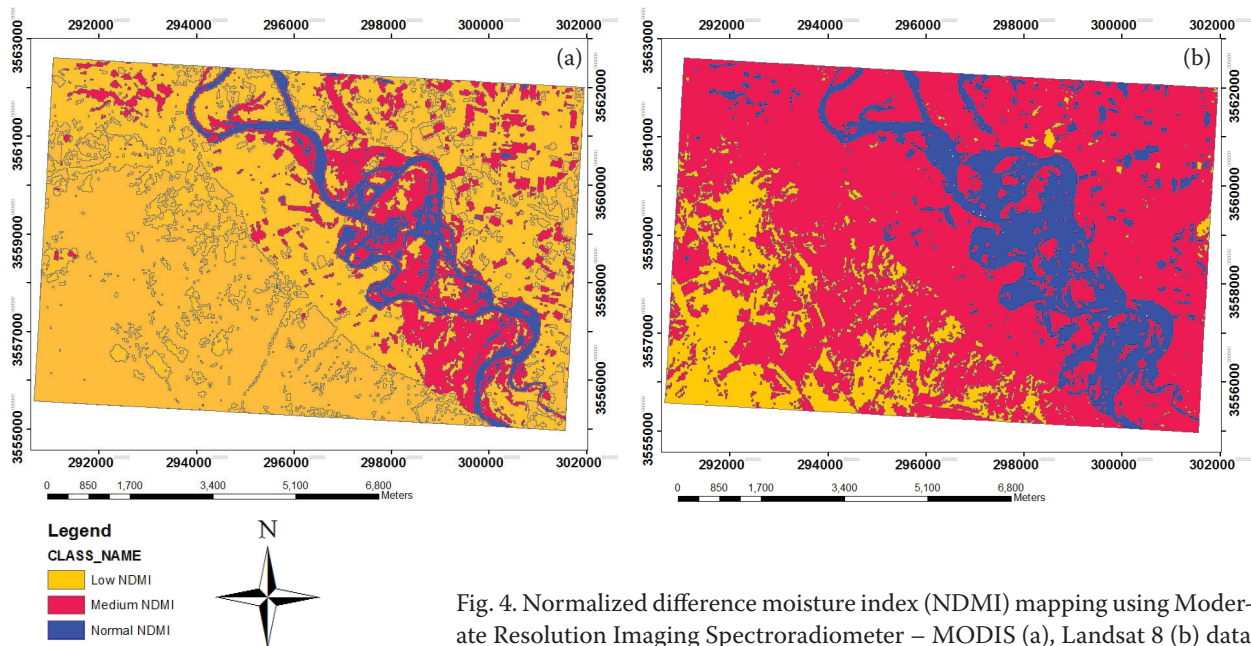 292000 294000 296000 298000 300000 302000
(a)
3563000
3561000
3559000
3557000
3555000
3562000
3560000
3558000
3556000
292000 294000 296000 298000 300000 302000
0 850 1,700 3,400 5,100 6,800
Meters
292000 294000 296000 298000 300000 302000
(b)
3563000
3561000
3559000
3557000
3555000
3562000
3560000
3558000
3556000
292000 294000 296000 298000 300000 302000
0 850 1,700 3,400 5,100 6,800
Meters
Legend
CLASS_NAME
Low NDMI
Medium NDMI
Normal NDMI
N
Fig. 4. Normalized difference moisture index (NDMI) mapping using Moder-
ate Resolution Imaging Spectroradiometer – MODIS (a), Landsat 8 (b) data